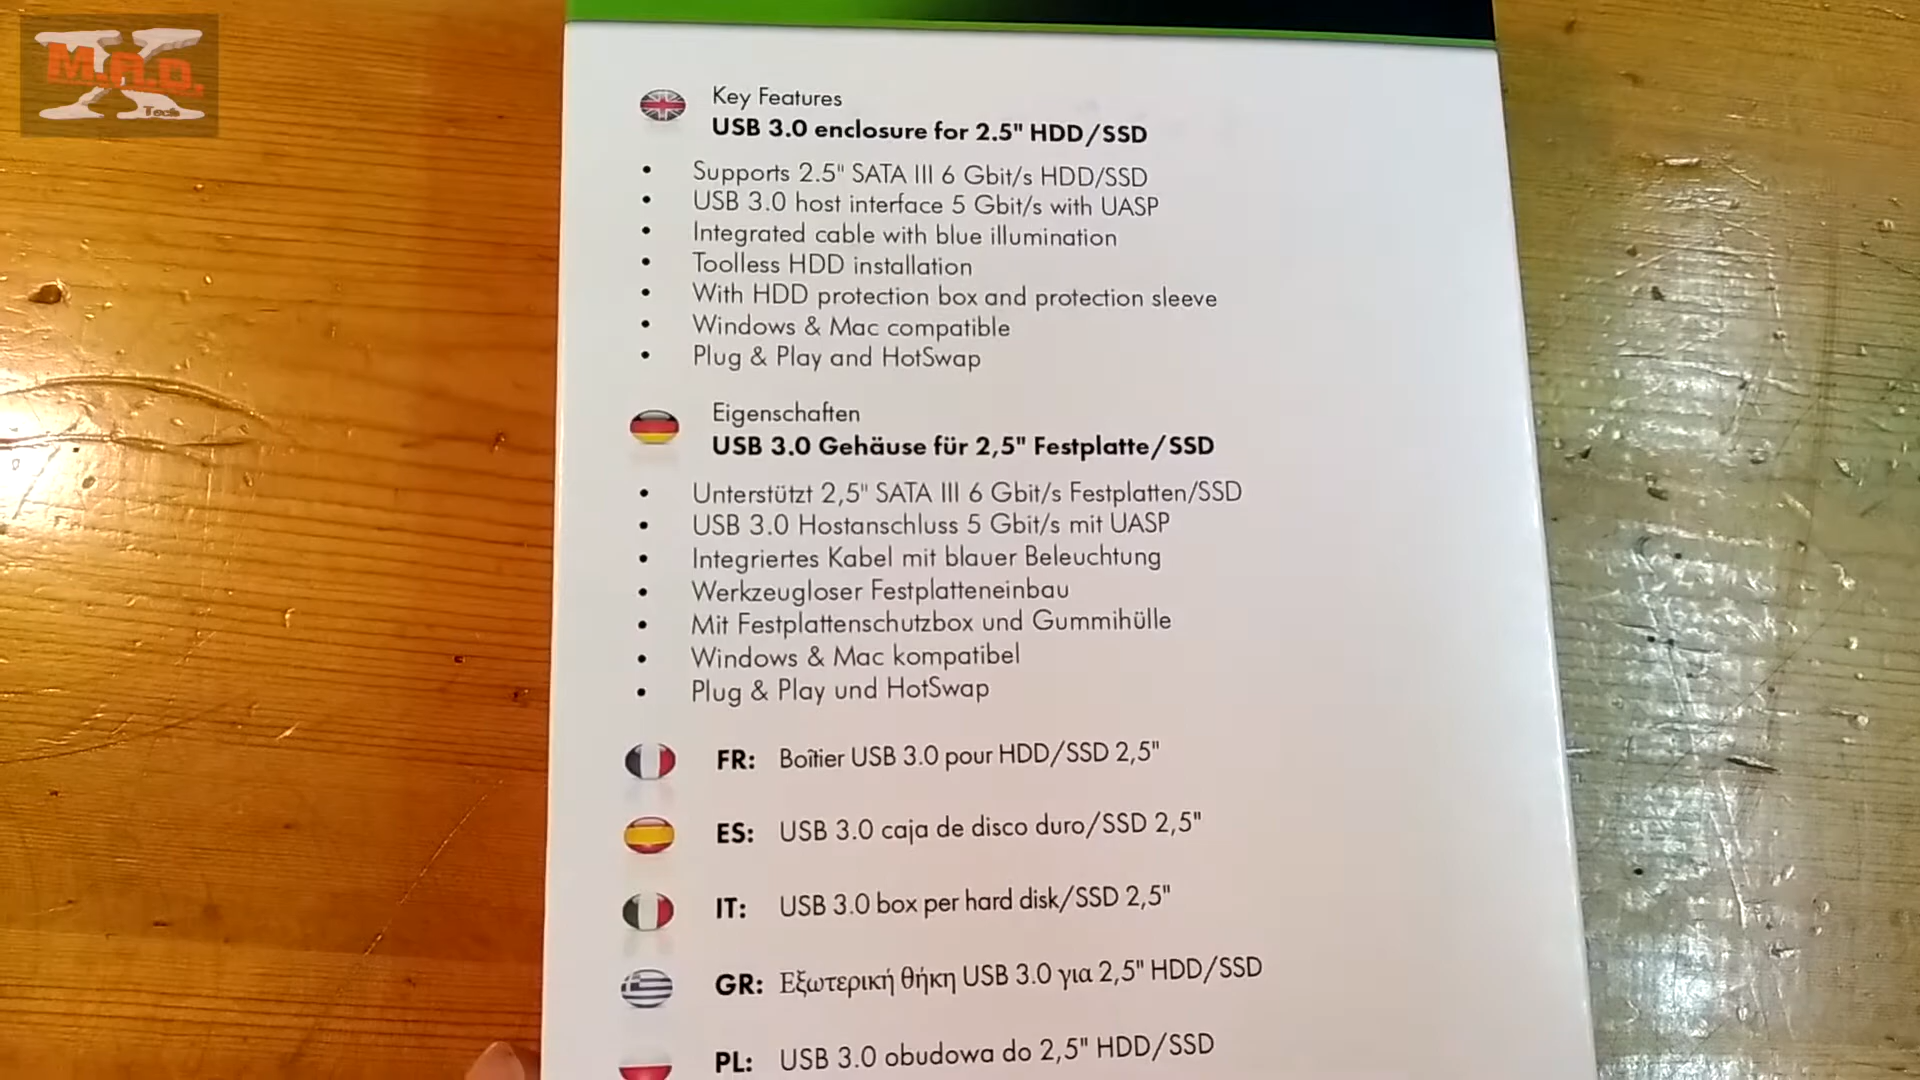 M.A.D.
Tech
Key Features
USB 3.0 enclosure for 2.5" HDD/SSD
• Supports 2.5" SATA III 6 Gbit/s HDD/SSD
• USB 3.0 host interface 5 Gbit/s with UASP
• Integrated cable with blue illumination
• Toolless HDD installation
• With HDD protection box and protection sleeve
• Windows & Mac compatible
• Plug & Play and HotSwap
Eigenschaften
USB 3.0 Gehäuse für 2,5" Festplatte/SSD
• Unterstützt 2,5" SATA III 6 Gbit/s Festplatten/SSD
• USB 3.0 Hostanschluss 5 Gbit/s mit UASP
• Integriertes Kabel mit blauer Beleuchtung
• Werkzeugloser Festplatteneinbau
• Mit Festplattenschutzbox und Gummihülle
• Windows & Mac kompatibel
• Plug & Play und HotSwap
FR: Boîtier USB 3.0 pour HDD/SSD 2,5"
ES: USB 3.0 caja de disco duro/SSD 2,5"
IT: USB 3.0 box per hard disk/SSD 2,5"
GR: Εξωτερική θήκη USB 3.0 για 2,5" HDD/SSD
PL: USB 3.0 obudowa do 2,5" HDD/SSD